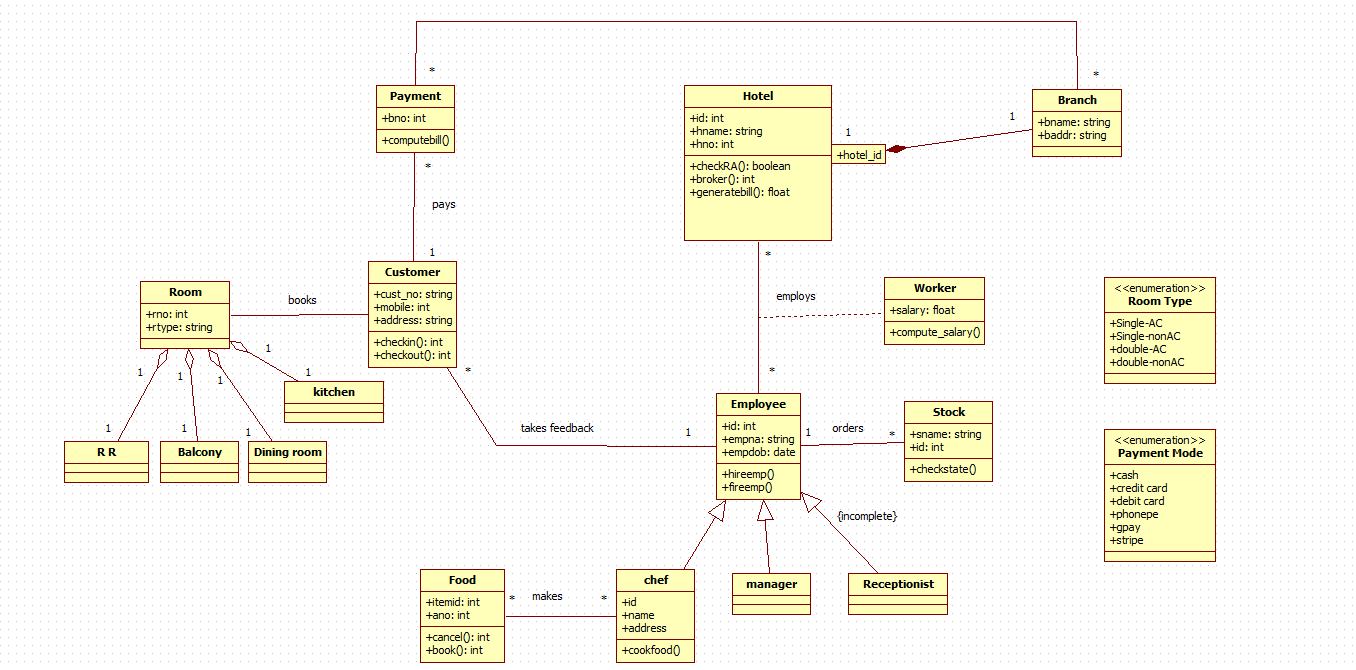 *
*
Payment
+bno: int
+computebill()
*
pays
1
Hotel
+id: int
+hname: string
+hno: int
+checkRA(): boolean
+broker(): int
+generatebill(): float
1
+hotel_id
1
Branch
+bname: string
+baddr: string
Room
+rno: int
+rtype: string
books
Customer
+cust_no: string
+mobile: int
+address: string
+checkin(): int
+checkout(): int
*
employs
Worker
+salary: float
+compute_salary()
<<enumeration>>
Room Type
+Single-AC
+Single-nonAC
+double-AC
+double-nonAC
1
1
1
1
1
kitchen
1
1
1
R R
Balcony
Dining room
*
takes feedback
1
*
Employee
+id: int
+empna: string
+empdob: date
+hireemp()
+fireemp()
1
orders
*
Stock
+sname: string
+id: int
+checkstate()
<<enumeration>>
Payment Mode
+cash
+credit card
+debit card
+phonepe
+gpay
+stripe
{incomplete}
Food
+itemid: int
+ano: int
+cancel(): int
+book(): int
*
makes
*
chef
+id
+name
+address
+cookfood()
manager
Receptionist